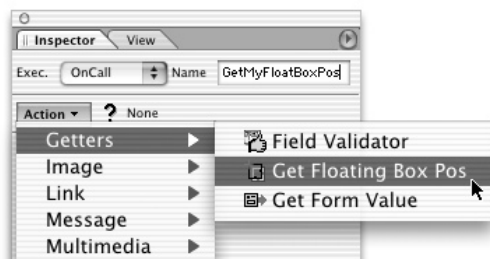 Inspector View
Exec. OnCall Name GetMyFloatBoxPos
Action ? None
Getters
Image
Link
Message
Multimedia
Field Validator
Get Floating Box Pos
Get Form Value